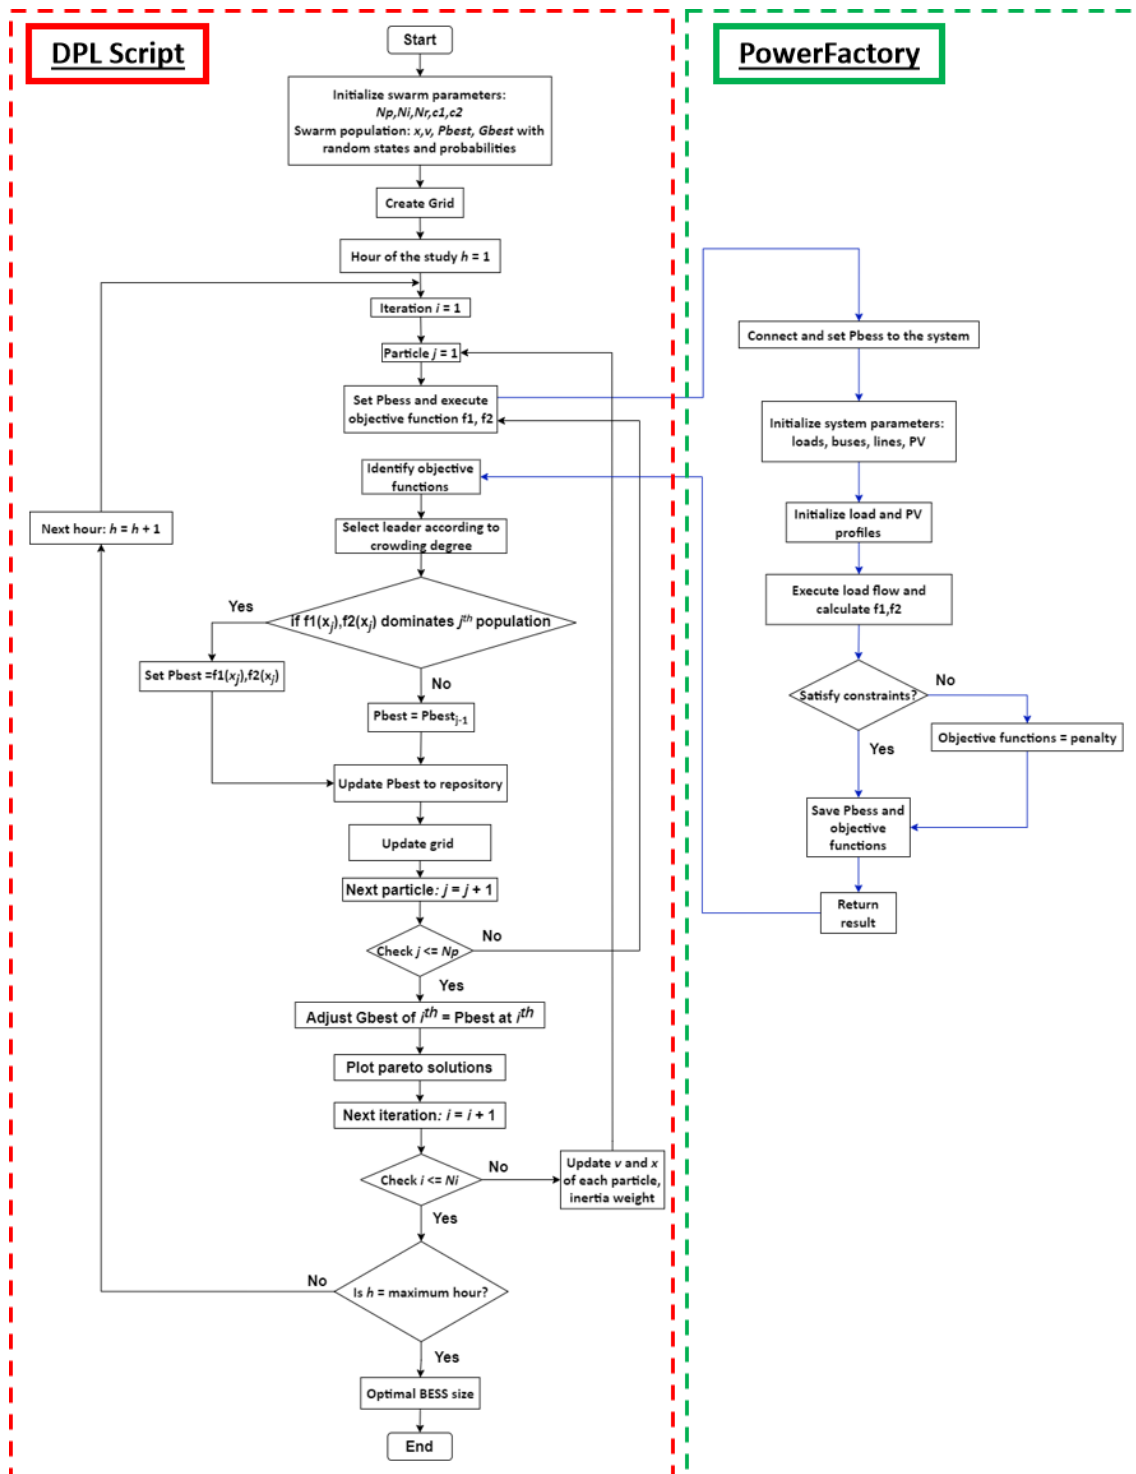 DPL Script
Start
Initialize swarm parameters:
Np,Ni,Nr,c1,c2
Swarm population: x,v, Pbest, Gbest with
random states and probabilities
Create Grid
Hour of the study h = 1
Iteration i = 1
Particle j = 1
Set Pbess and execute
objective function f1, f2
Identify objective
functions
Select leader according to
crowding degree
Next hour: h = h + 1
Yes
if f1(xj),f2(xj) dominates jth population
Set Pbest =f1(xj),f2(xj)
No
Pbest = Pbestj-1
Update Pbest to repository
Update grid
Next particle: j = j + 1
Check j <= Np
No
Yes
Adjust Gbest of ith = Pbest at ith
Plot pareto solutions
Next iteration: i = i + 1
Check i <= Ni
No
Update v and x
of each particle,
inertia weight
Yes
No
Is h = maximum hour?
Yes
Optimal BESS size
End
PowerFactory
Connect and set Pbess to the system
Initialize system parameters:
loads, buses, lines, PV
Initialize load and PV
profiles
Execute load flow and
calculate f1,f2
Satisfy constraints?
No
Objective functions = penalty
Yes
Save Pbess and
objective
functions
Return
result